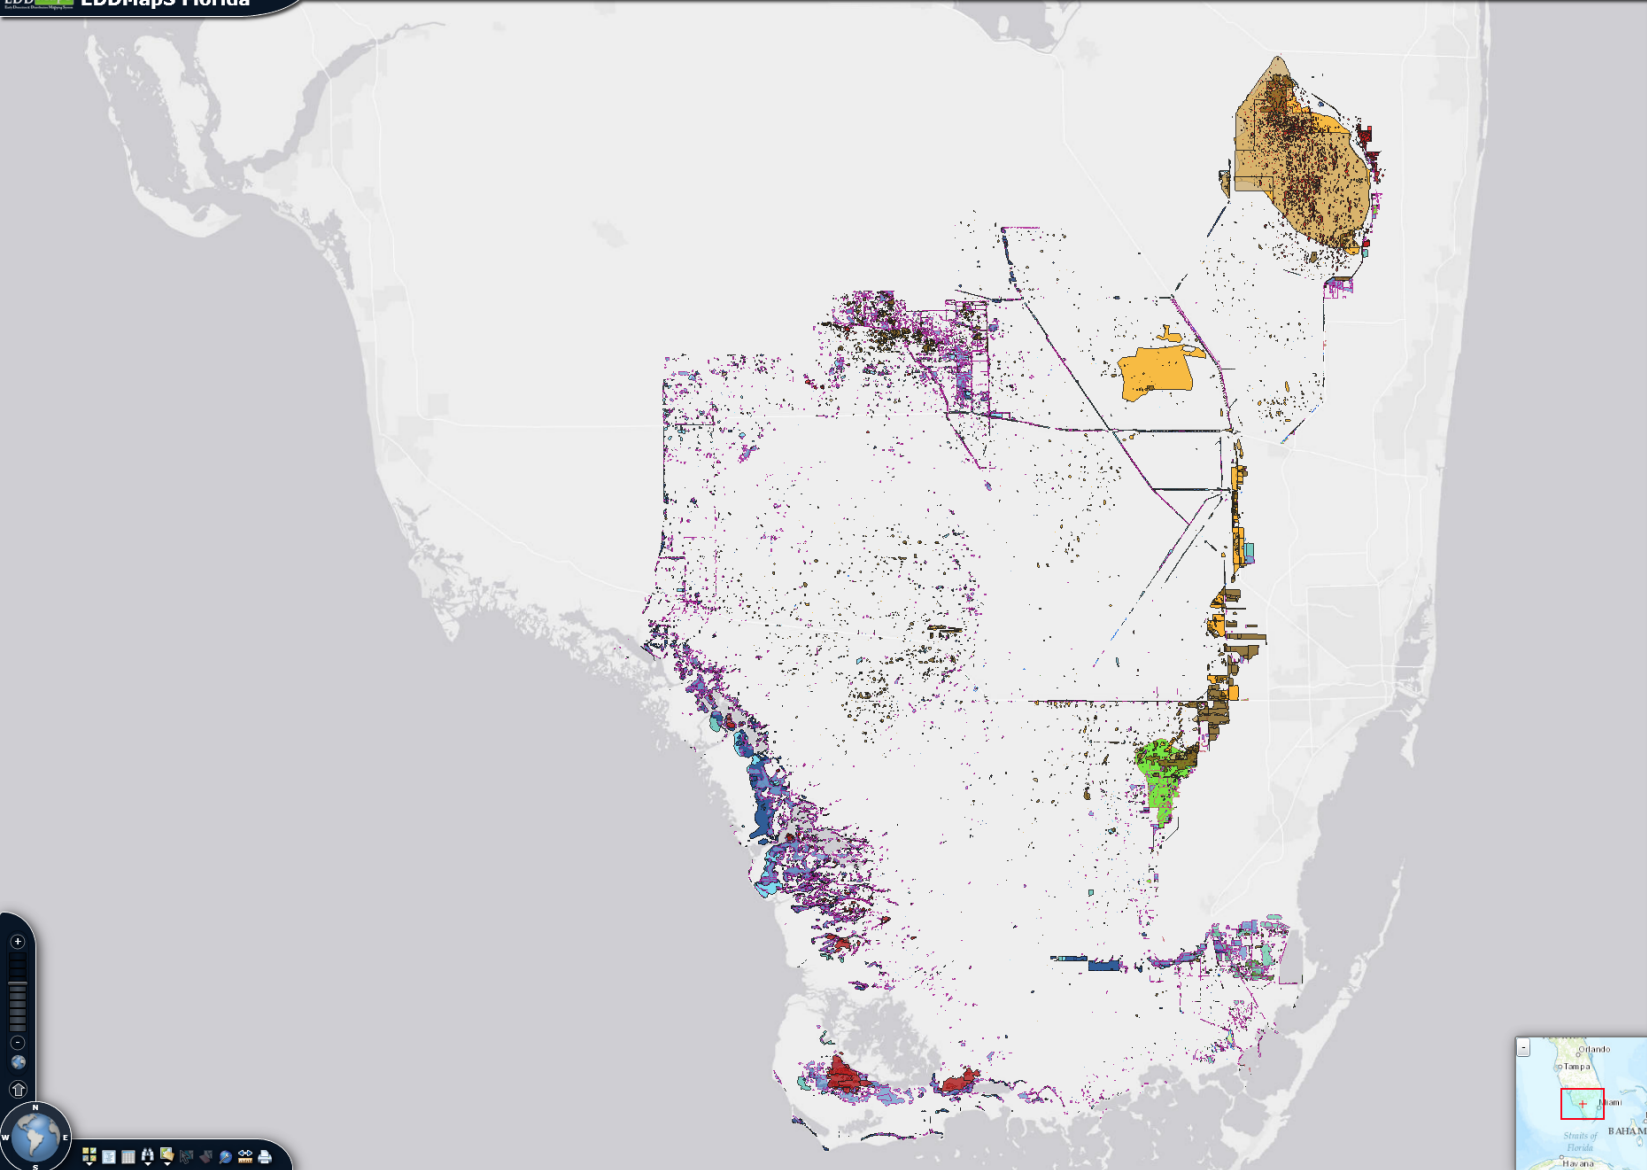 EDDMapS Florida
N
W
E
S
-
Orlando
Tampa
Miami
BAHAM
Straits of
Florida
Havana